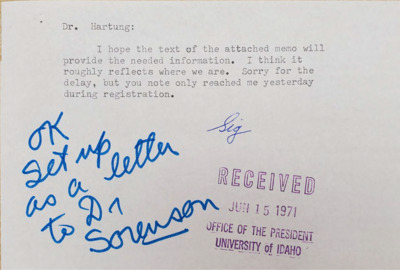 Dr. Hartung:
I hope the text of the attached memo will
provide the needed information. I think it
roughly reflects where we are. Sorry for the
delay, but you note only reached me yesterday
during registration.
Sig
OK
Set up
as a letter
to Dr
Sorenson
RECEIVED
JUN 15 1971
OFFICE OF THE PRESIDENT
UNIVERSITY of IDAHO